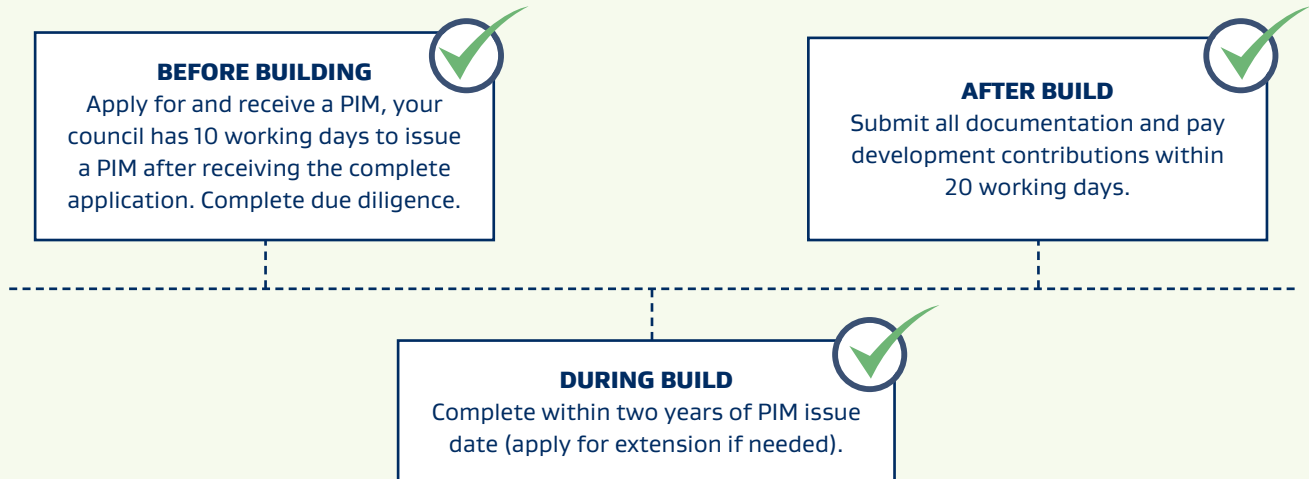 BEFORE BUILDING
Apply for and receive a PIM, your
council has 10 working days to issue
a PIM after receiving the complete
application. Complete due diligence.
DURING BUILD
Complete within two years of PIM issue
date (apply for extension if needed).
AFTER BUILD
Submit all documentation and pay
development contributions within
20 working days.